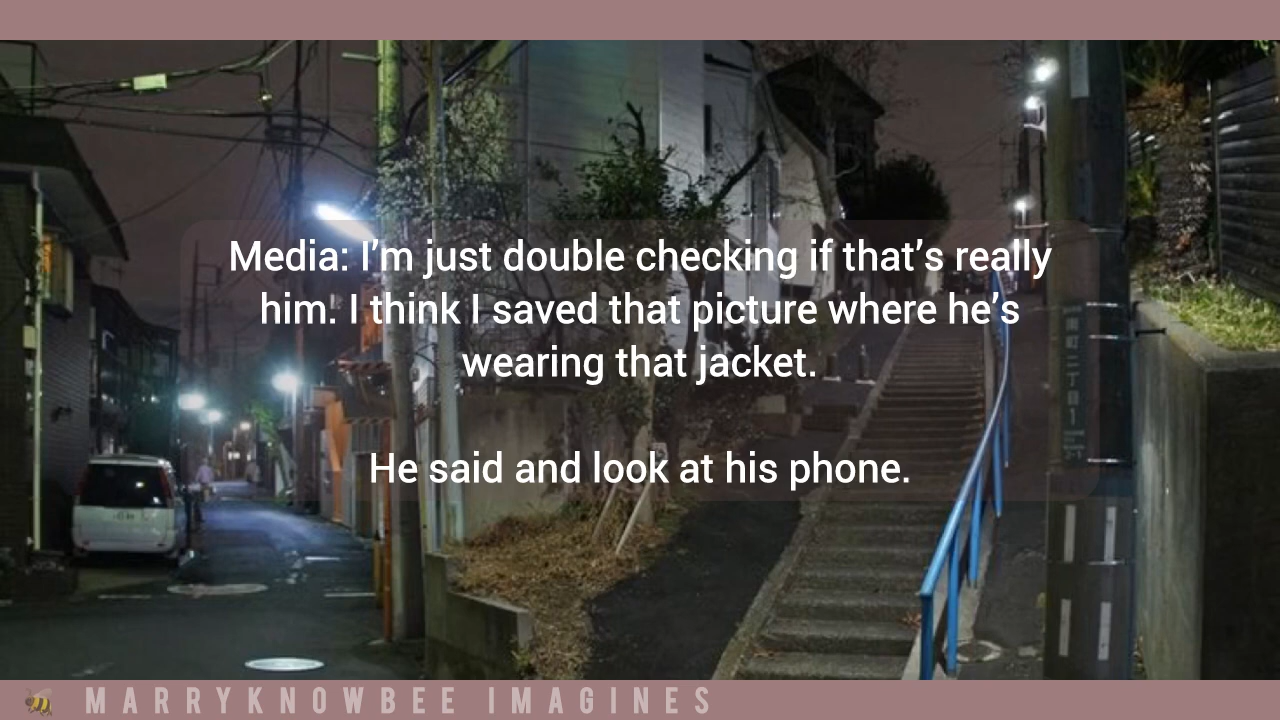 Media: I’m just double checking if that’s really
him. I think I saved that picture where he’s
wearing that jacket.
He said and look at his phone.
MARRYKNOWBEE IMAGINES